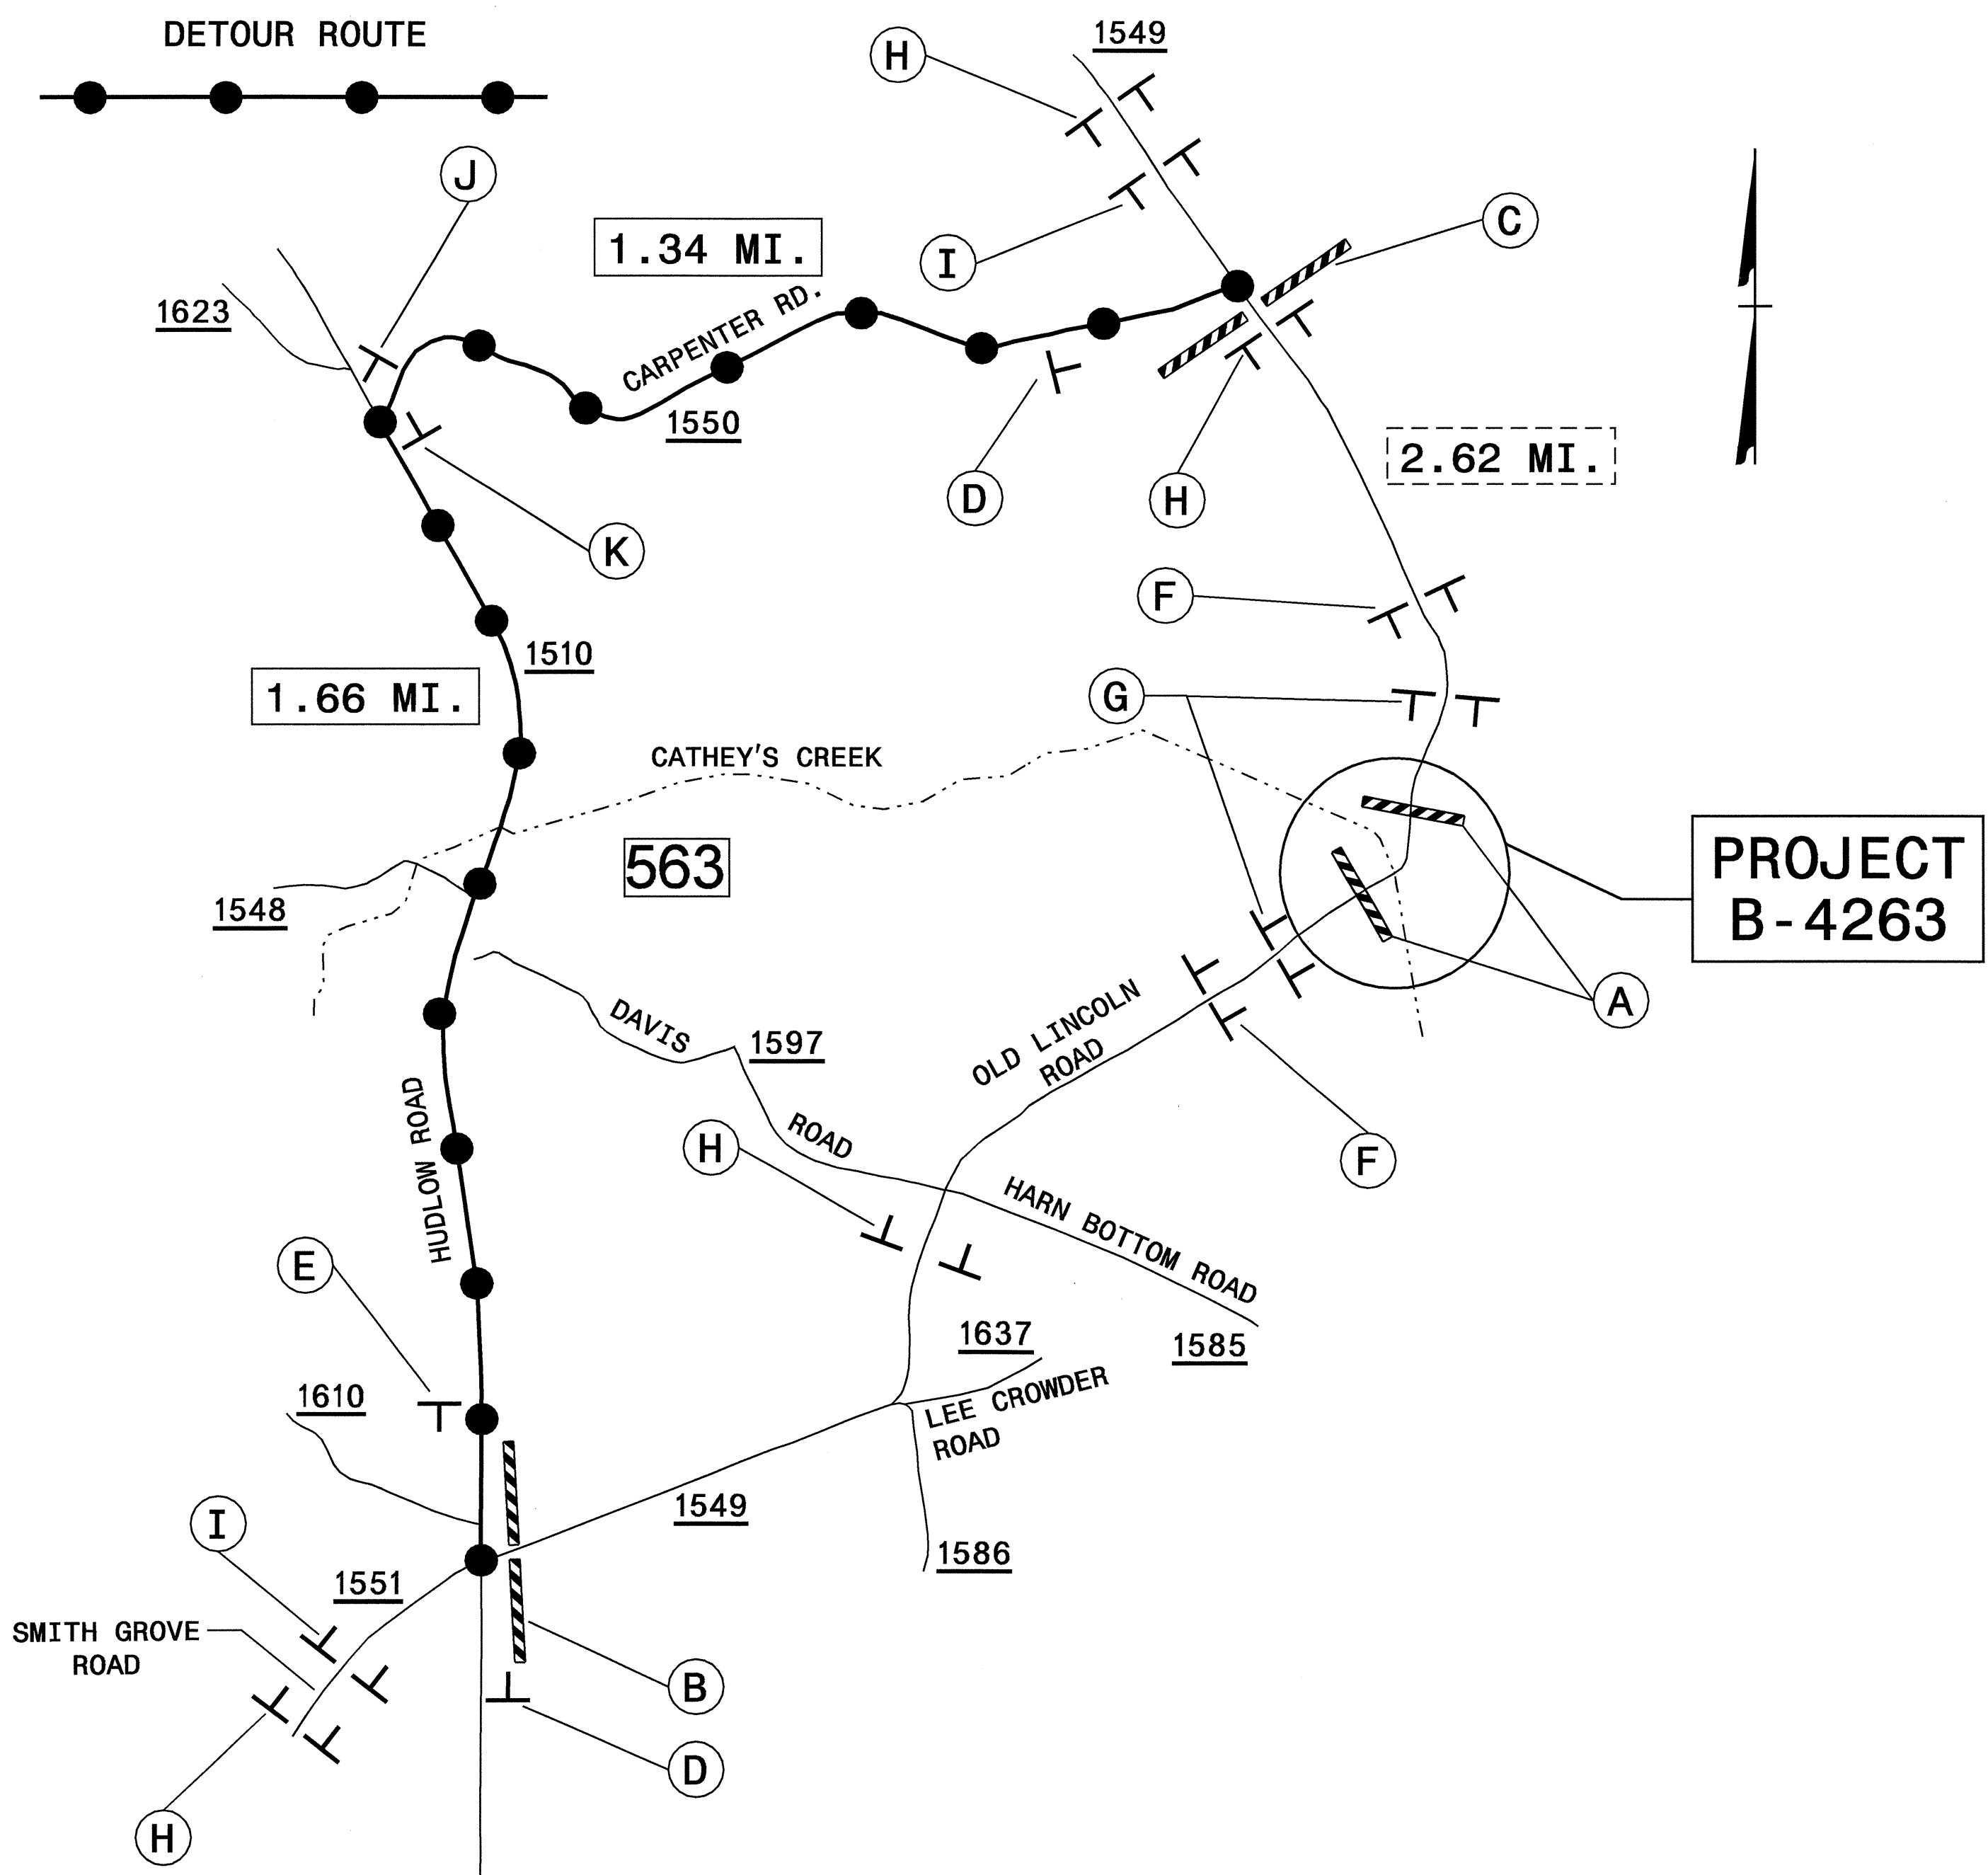 DETOUR ROUTE
1549
H
J
C
1.34 MI.
I
1623
CARPENTER RD.
1550
2.62 MI.
D
H
K
F
1510
1.66 MI.
G
CATHEY'S CREEK
PROJECT
B-4263
563
1548
A
OLD LINCOLN
ROAD
DAVIS
1597
ROAD
HUDLOW ROAD
H
F
HARN BOTTOM ROAD
E
1637
1585
1610
LEE CROWDER
ROAD
1549
I
1586
1551
SMITH GROVE
ROAD
B
D
H